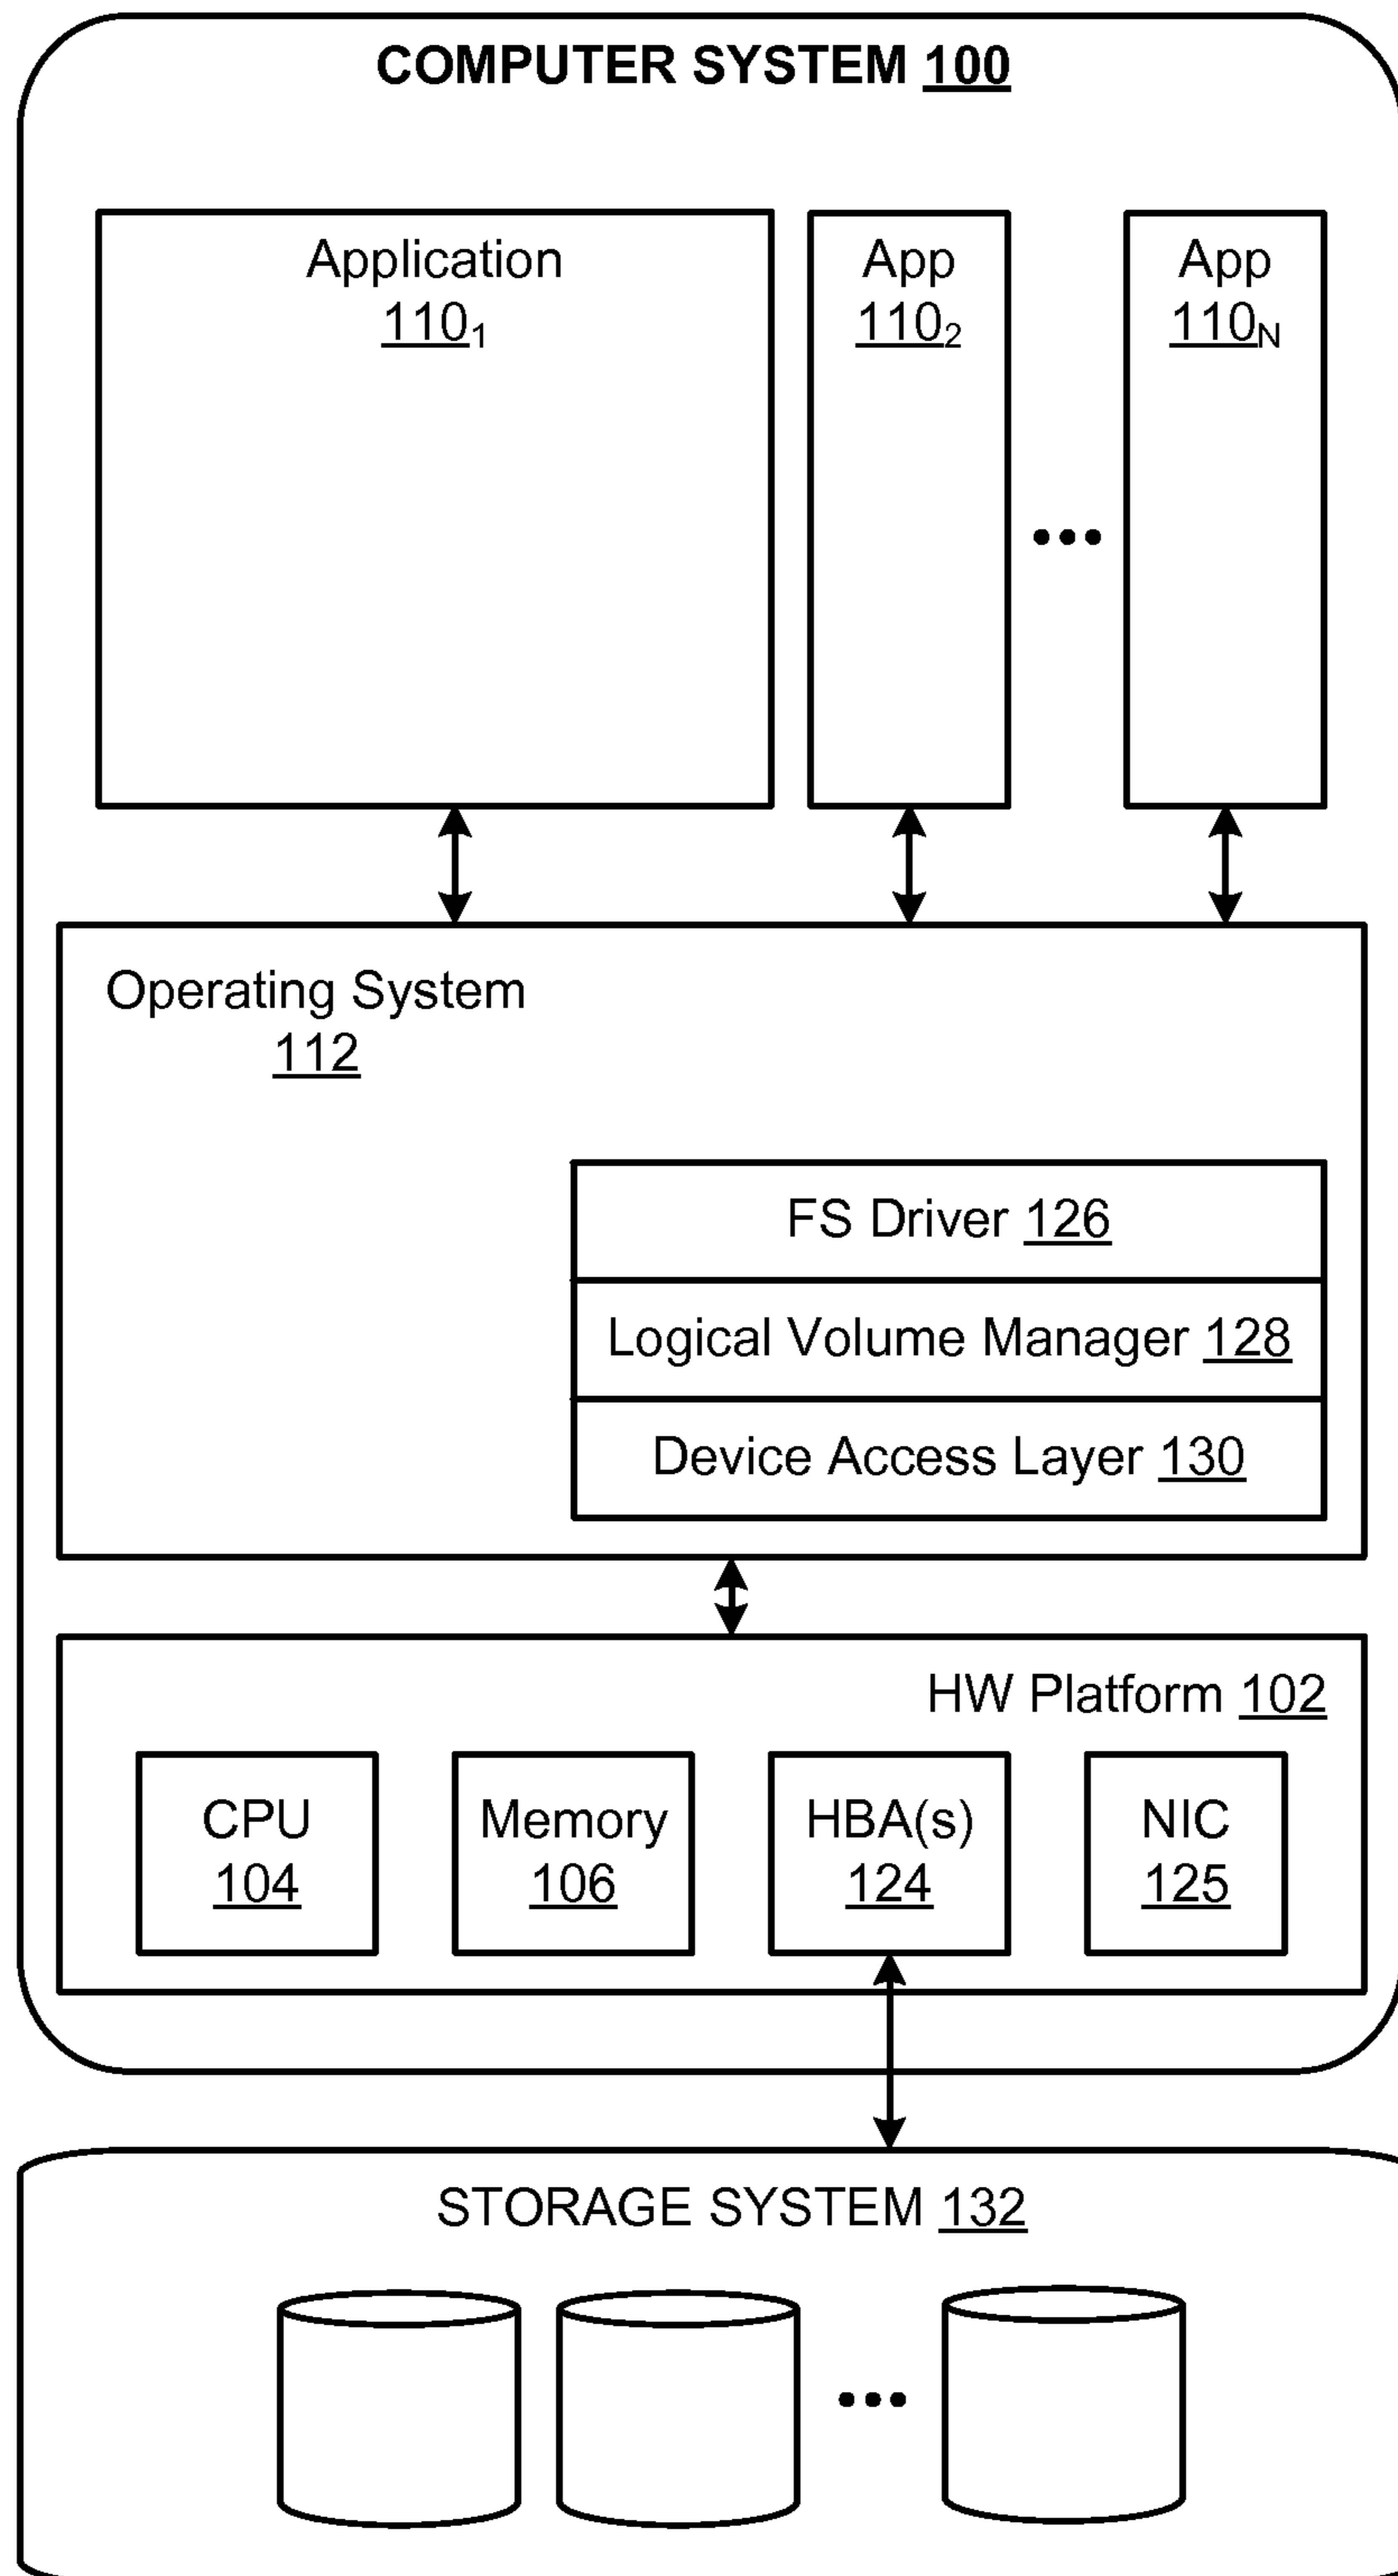 COMPUTER SYSTEM 100
Application
110₁
App
110₂
App
110N
Operating System
112
FS Driver 126
Logical Volume Manager 128
Device Access Layer 130
HW Platform 102
CPU
104
Memory
106
HBA(s)
124
NIC
125
STORAGE SYSTEM 132